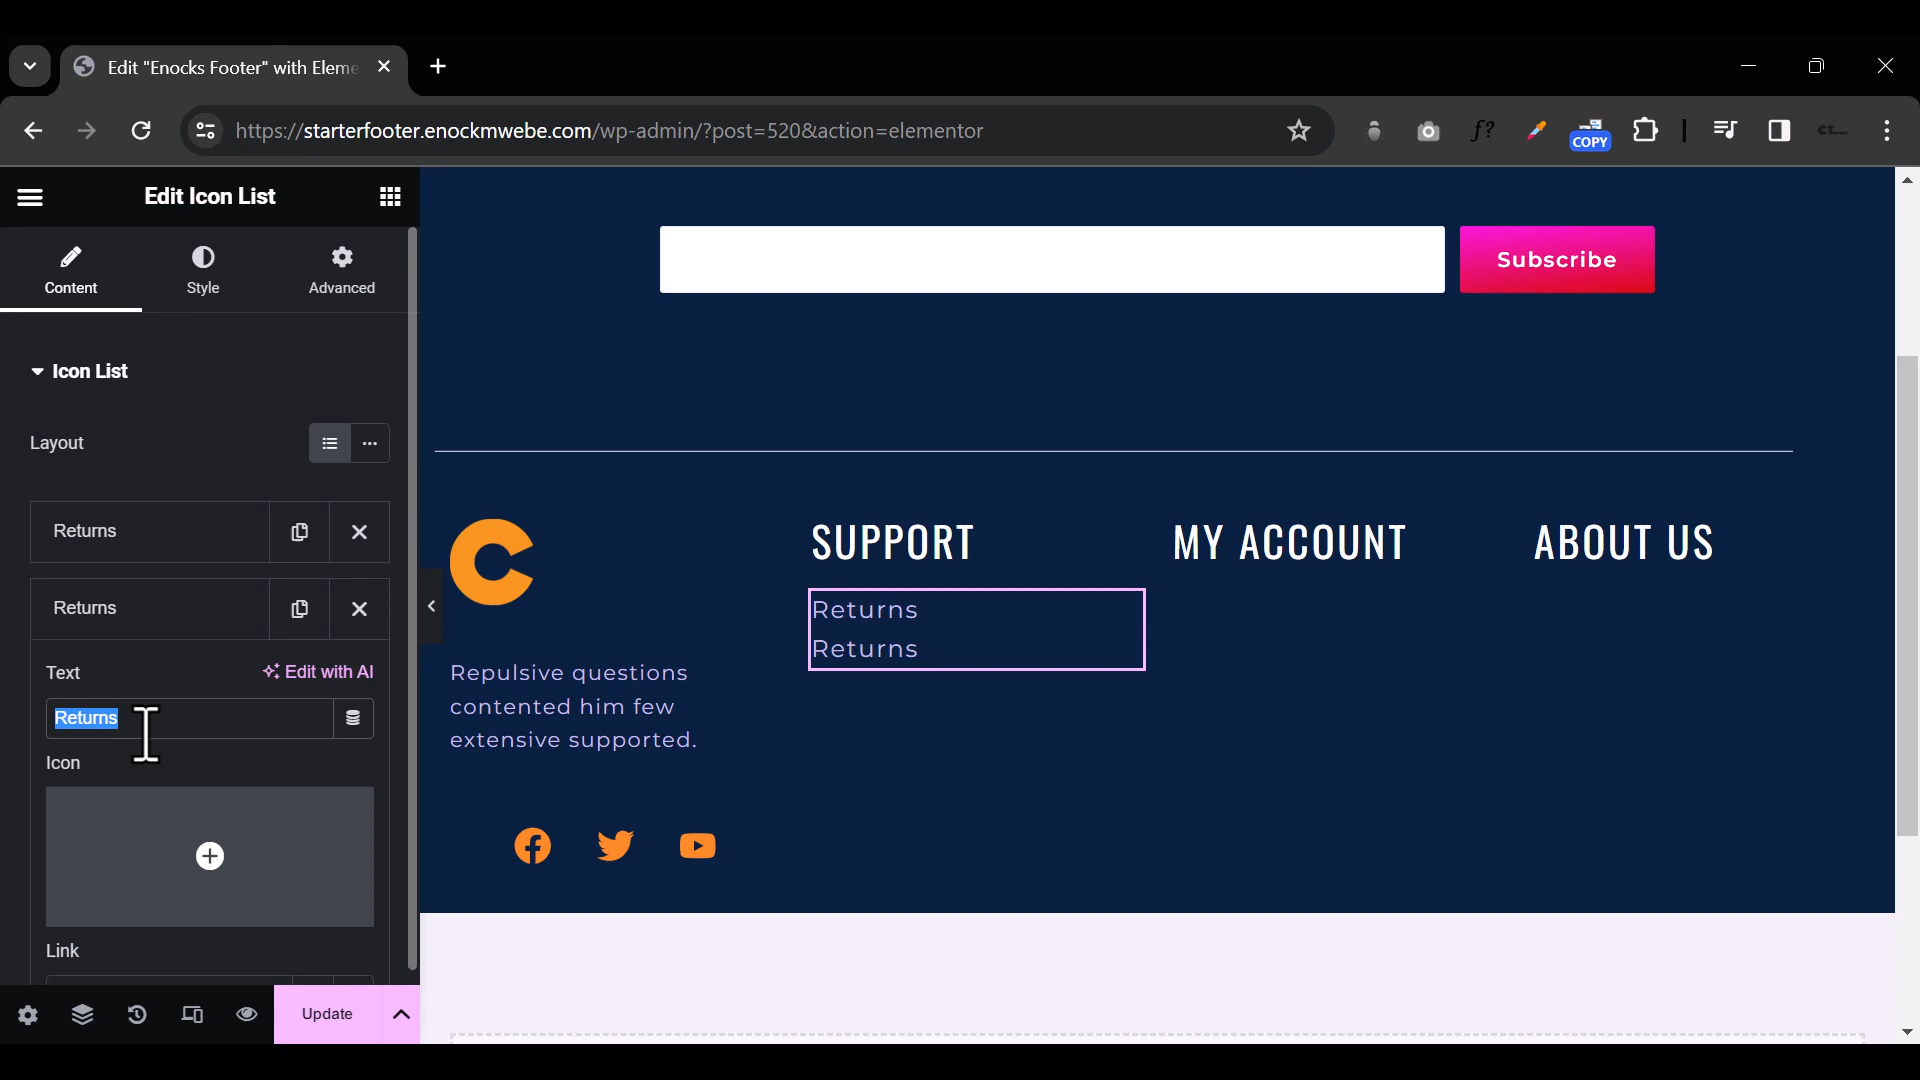 Edit "Enocks Footer" with Eleme
https://starterfooter.enockmwebe.com/wp-admin/?post=520&action=elementor
f?
COPY
Edit Icon List
Content
Style
Advanced
Icon List
Layout
Returns
Returns
Text
Edit with AI
Returns
Icon
Link
Update
Subscribe
SUPPORT
MY ACCOUNT
ABOUT US
Returns
Returns
Repulsive questions
contented him few
extensive supported.